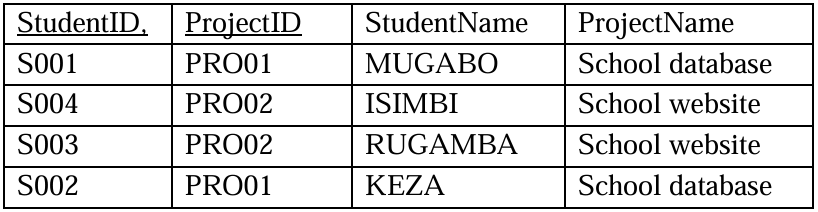 StudentID, ProjectID StudentName ProjectName
S001 PRO01 MUGABO School database
S004 PRO02 ISIMBI School website
S003 PRO02 RUGAMBA School website
S002 PRO01 KEZA School database